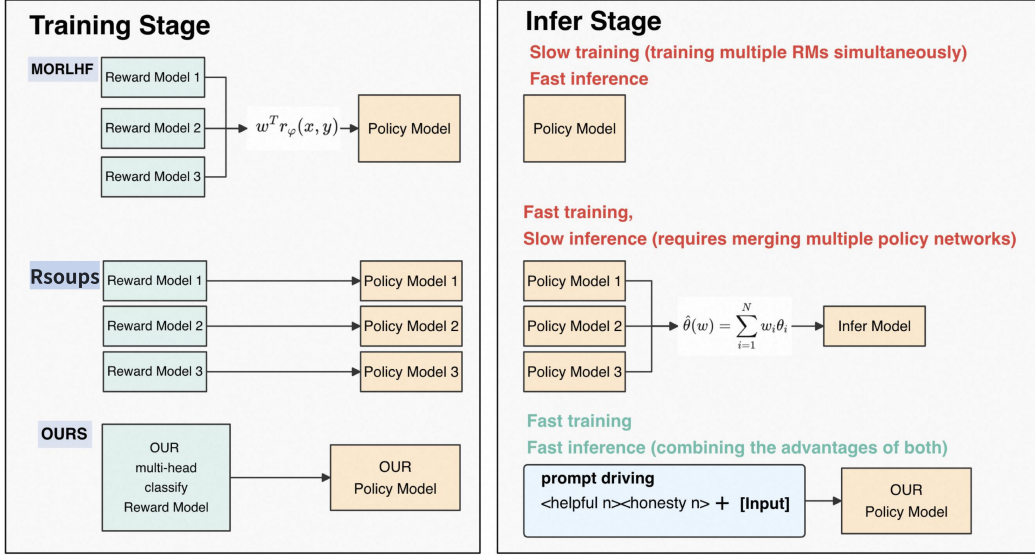 Training Stage
MORLHF
Reward Model 1
Reward Model 2
Reward Model 3
w^T r_φ(x, y)
Policy Model
Rsoups
Reward Model 1
Policy Model 1
Reward Model 2
Policy Model 2
Reward Model 3
Policy Model 3
OURS
OUR
multi-head
classify
Reward Model
OUR
Policy Model
Infer Stage
Slow training (training multiple RMs simultaneously)
Fast inference
Policy Model
Fast training,
Slow inference (requires merging multiple policy networks)
Policy Model 1
Policy Model 2
Policy Model 3
θ̂(w) = ∑_{i=1}^{N} w_i θ_i
Infer Model
Fast training
Fast inference (combining the advantages of both)
prompt driving
<helpful n><honesty n> + [Input]
OUR
Policy Model